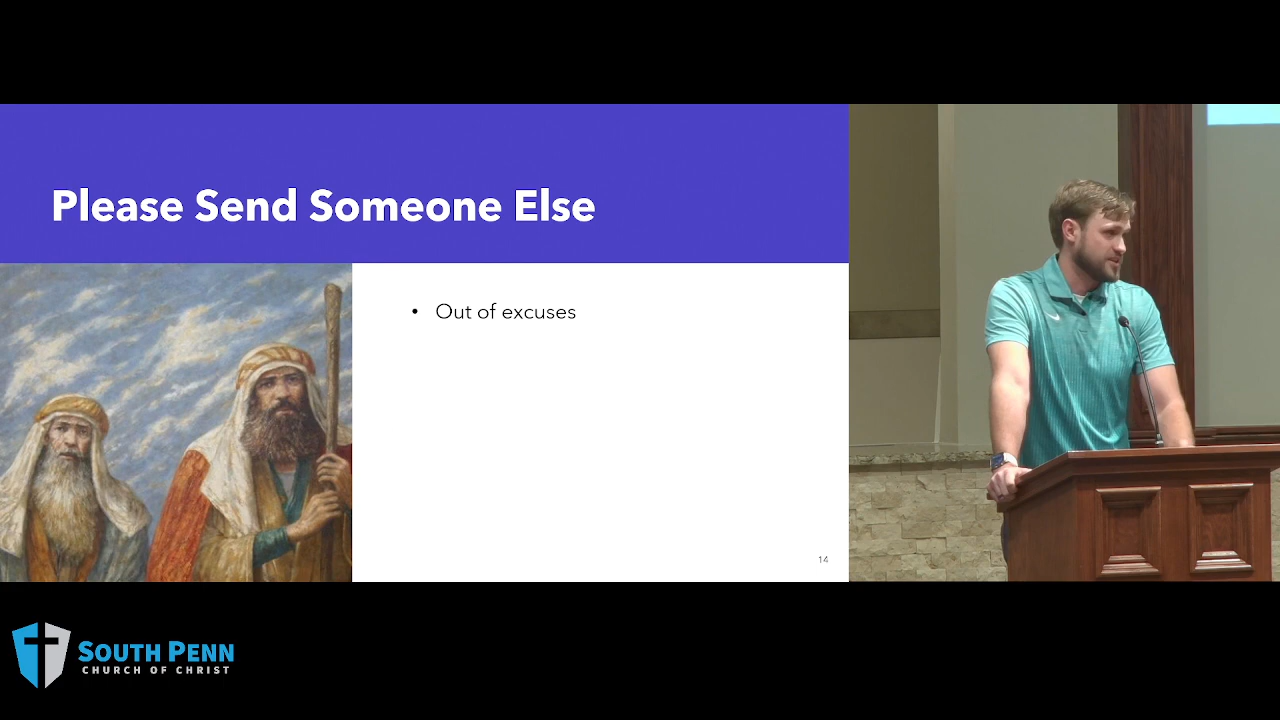 Please Send Someone Else
• Out of excuses
14
SOUTH PENN
CHURCH OF CHRIST